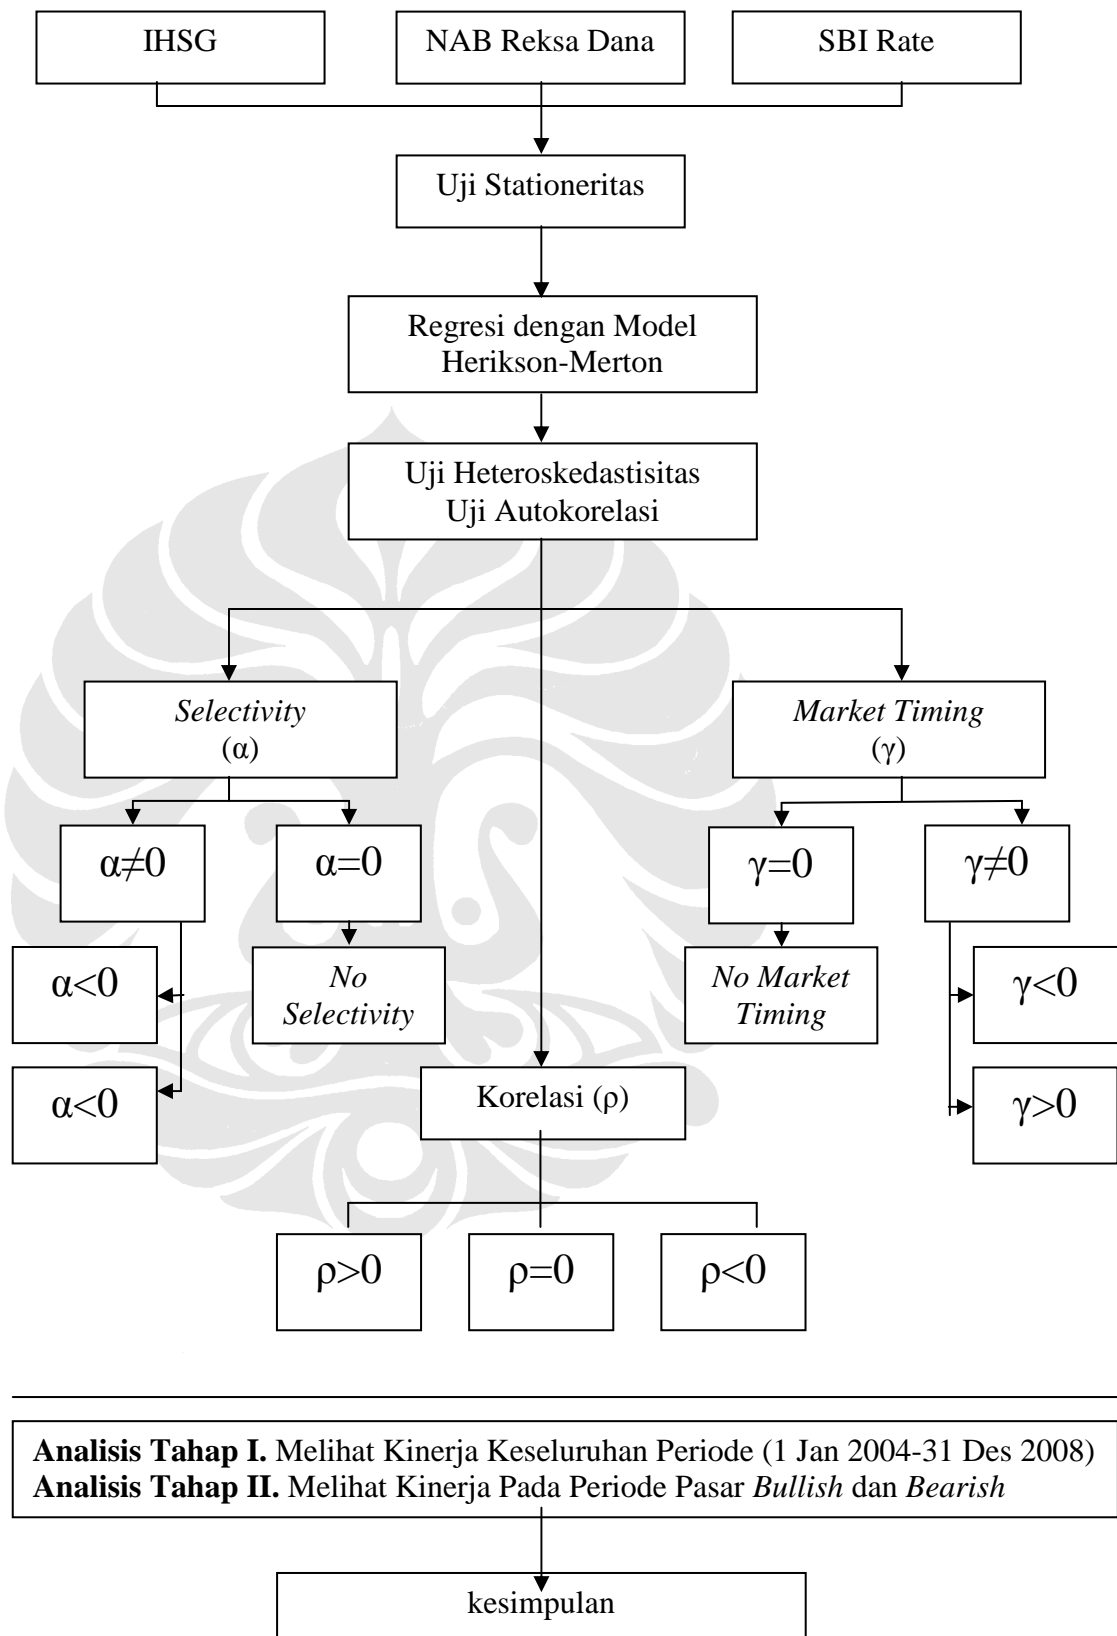 IHSG
NAB Reksa Dana
SBI Rate
Uji Stationeritas
Regresi dengan Model
Herikson-Merton
Uji Heteroskedastisitas
Uji Autokorelasi
Selectivity
(α)
Market Timing
(γ)
α≠0
α=0
γ=0
γ≠0
α<0
No
Selectivity
No Market
Timing
γ<0
α<0
Korelasi (ρ)
γ>0
ρ>0
ρ=0
ρ<0
Analisis Tahap I. Melihat Kinerja Keseluruhan Periode (1 Jan 2004-31 Des 2008)
Analisis Tahap II. Melihat Kinerja Pada Periode Pasar Bullish dan Bearish
kesimpulan